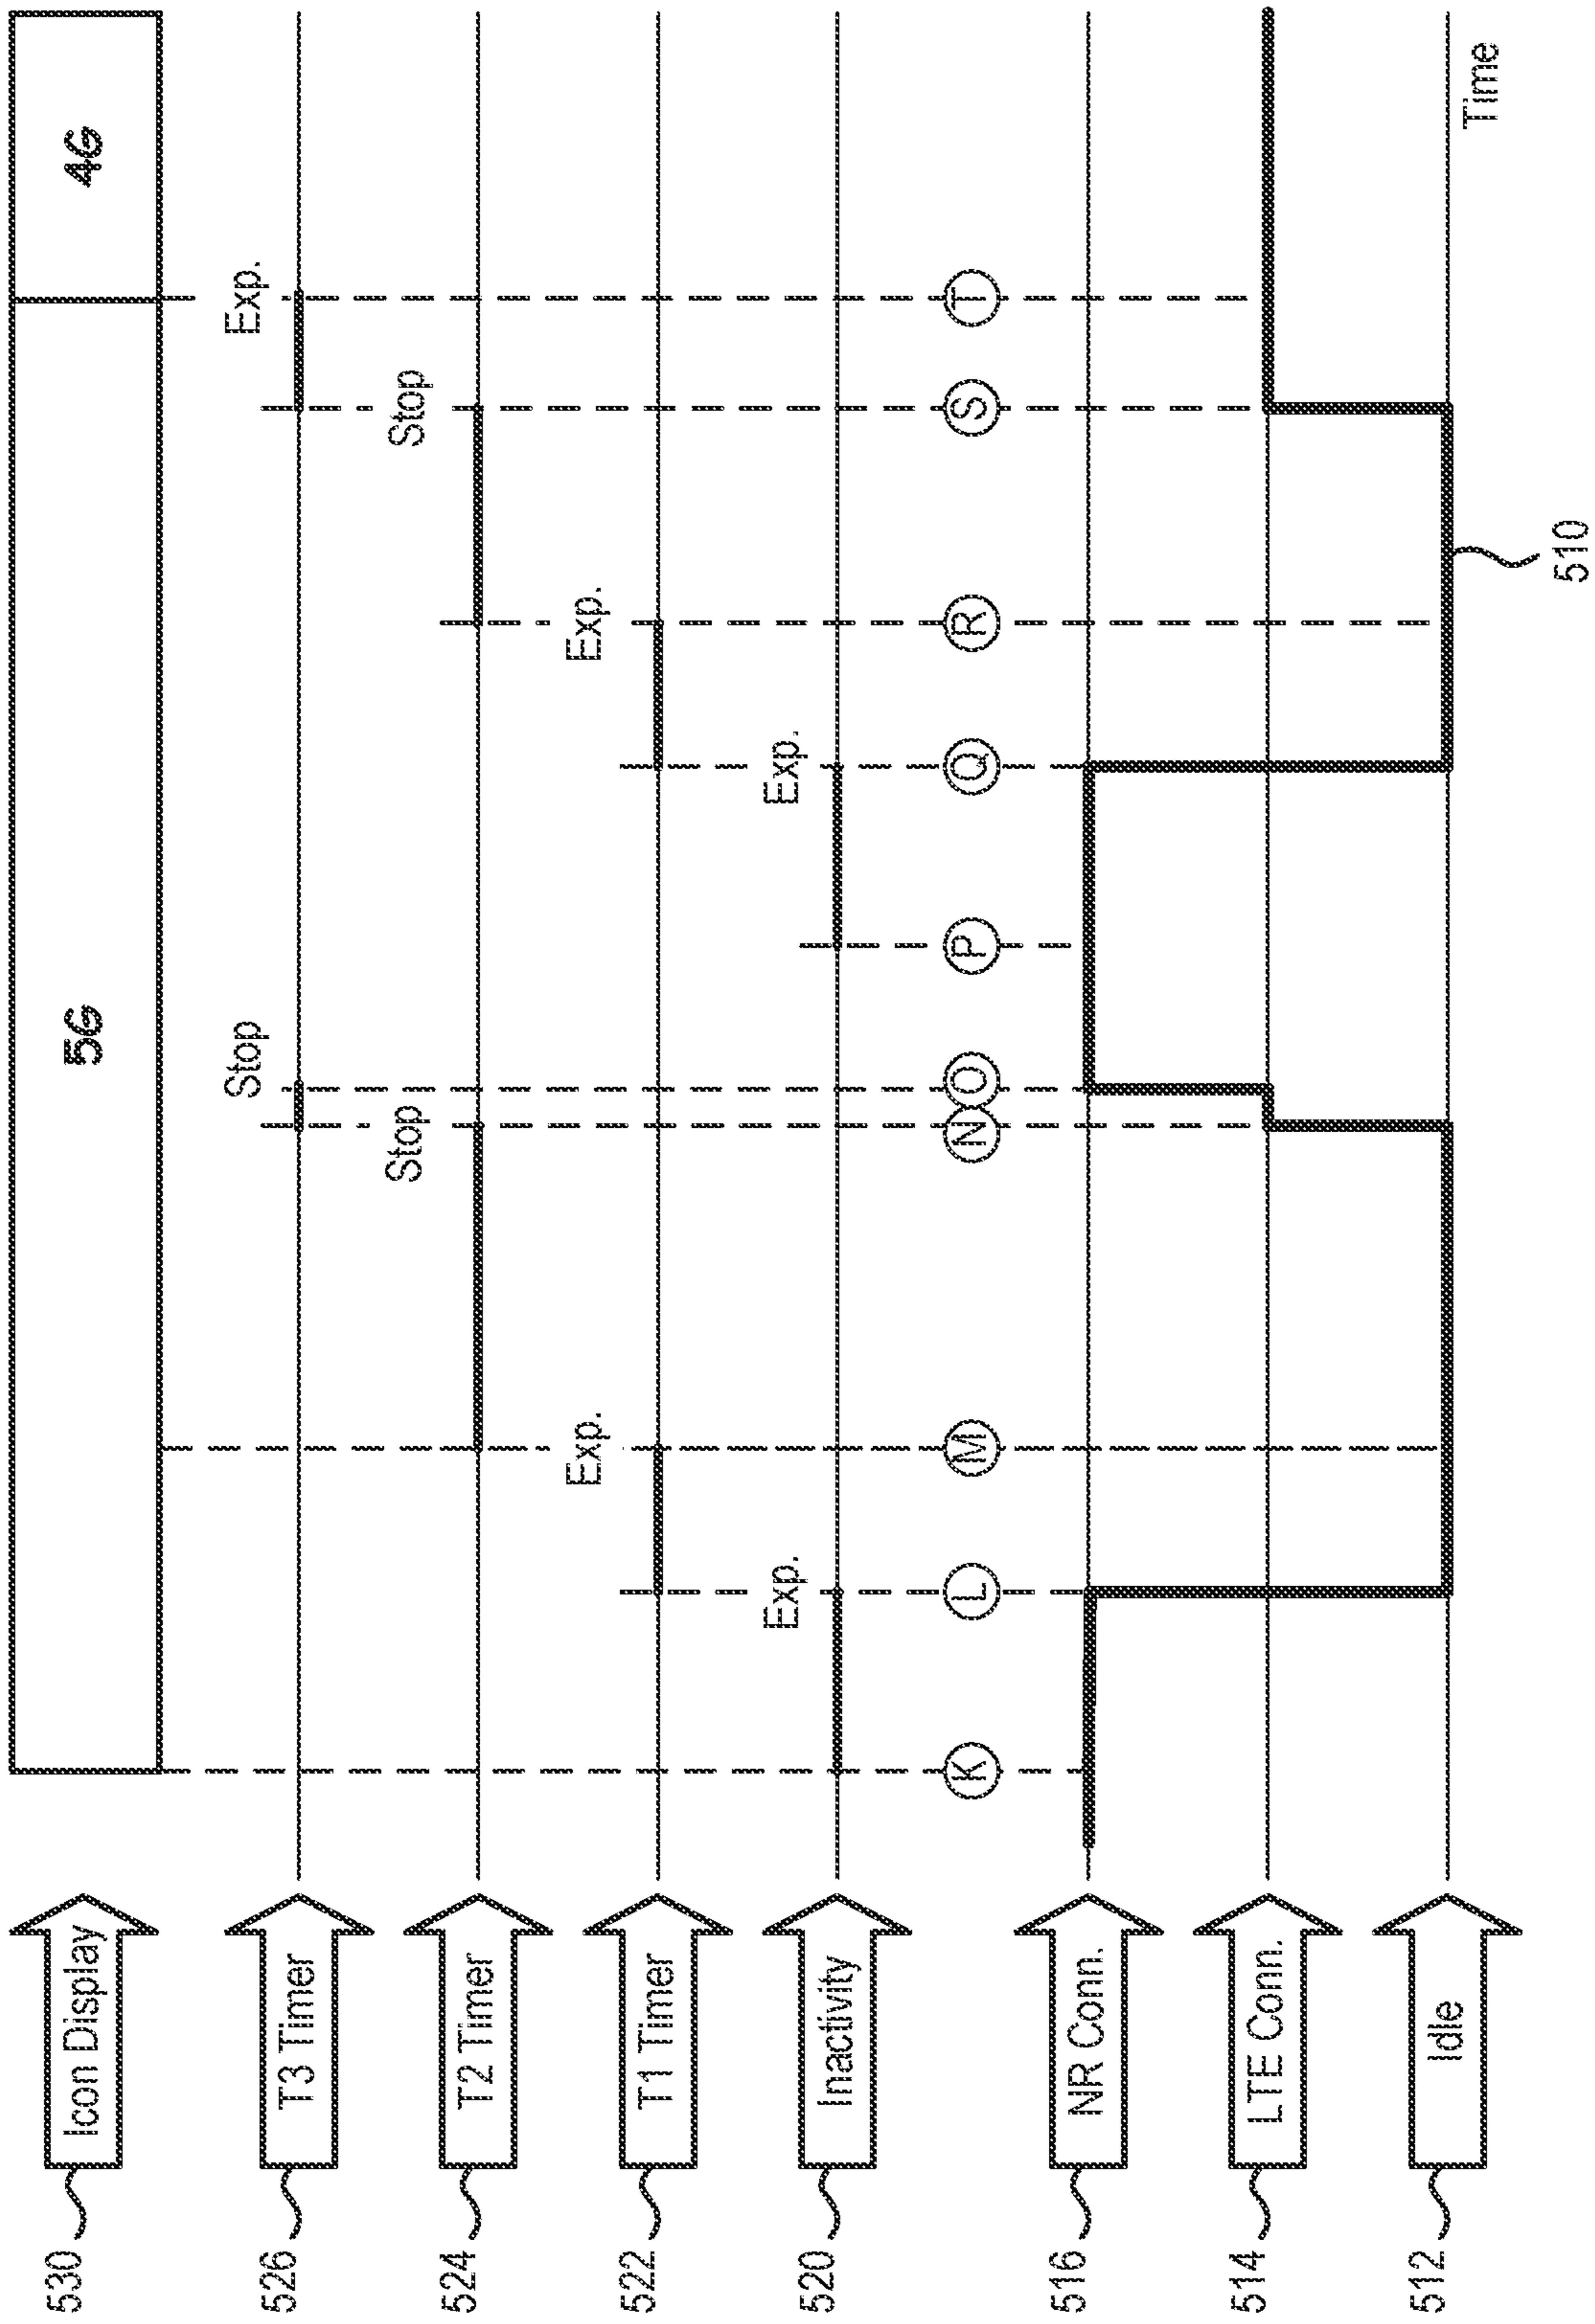 530 Icon Display 5G 4G
526 T3 Timer Stop Exp.
524 T2 Timer Stop Stop
522 T1 Timer Exp. Exp.
520 Inactivity Exp. Exp.
K L M N O P Q R S T
516 NR Conn.
514 LTE Conn.
512 Idle
Time
510